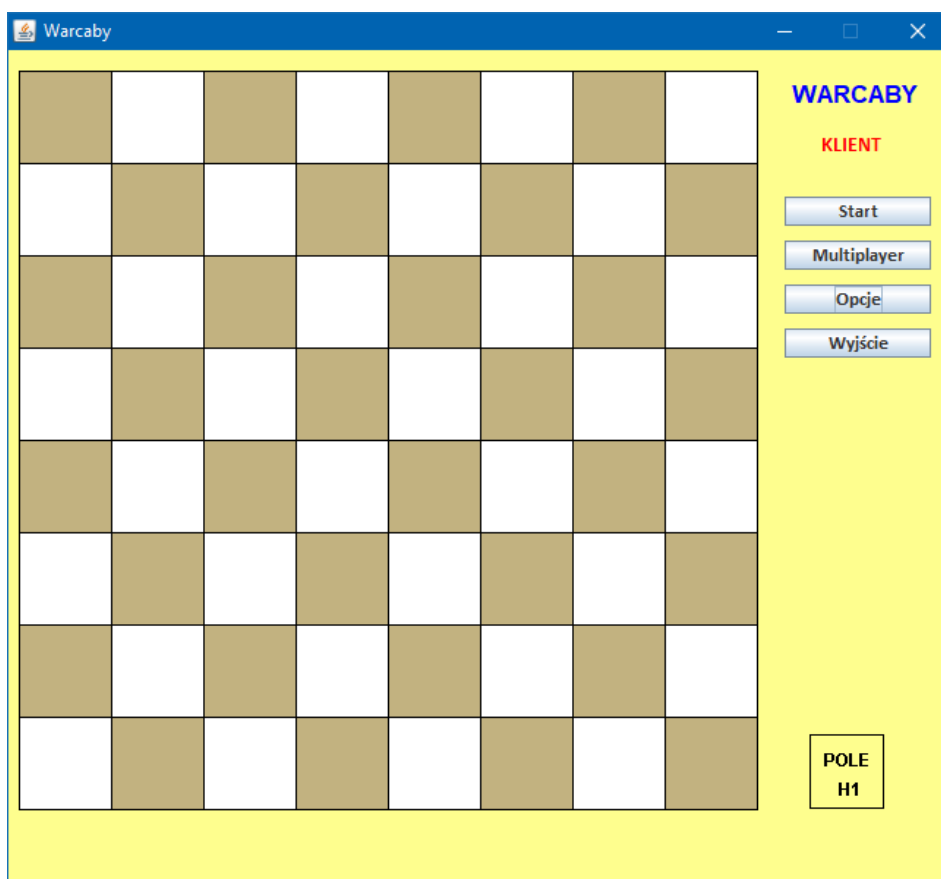 Warcaby
WARCABY
KLIENT
Start
Multiplayer
Opcje
Wyjście
POLE
H1